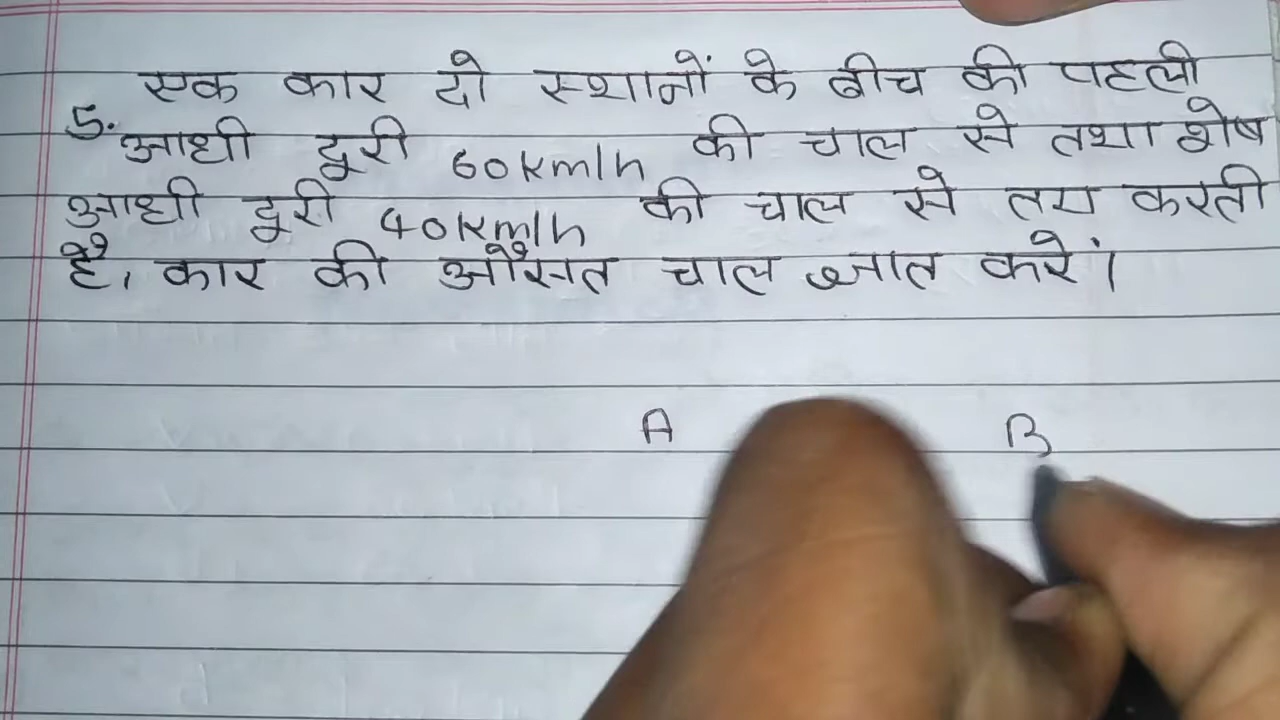 एक कार दो स्थानों के बीच की पहली
5. आधी दूरी 60km/h की चाल से तथा शेष
आधी दूरी 40km/h की चाल से तय करती
है, कार की औसत चाल ज्ञात करें।
A B